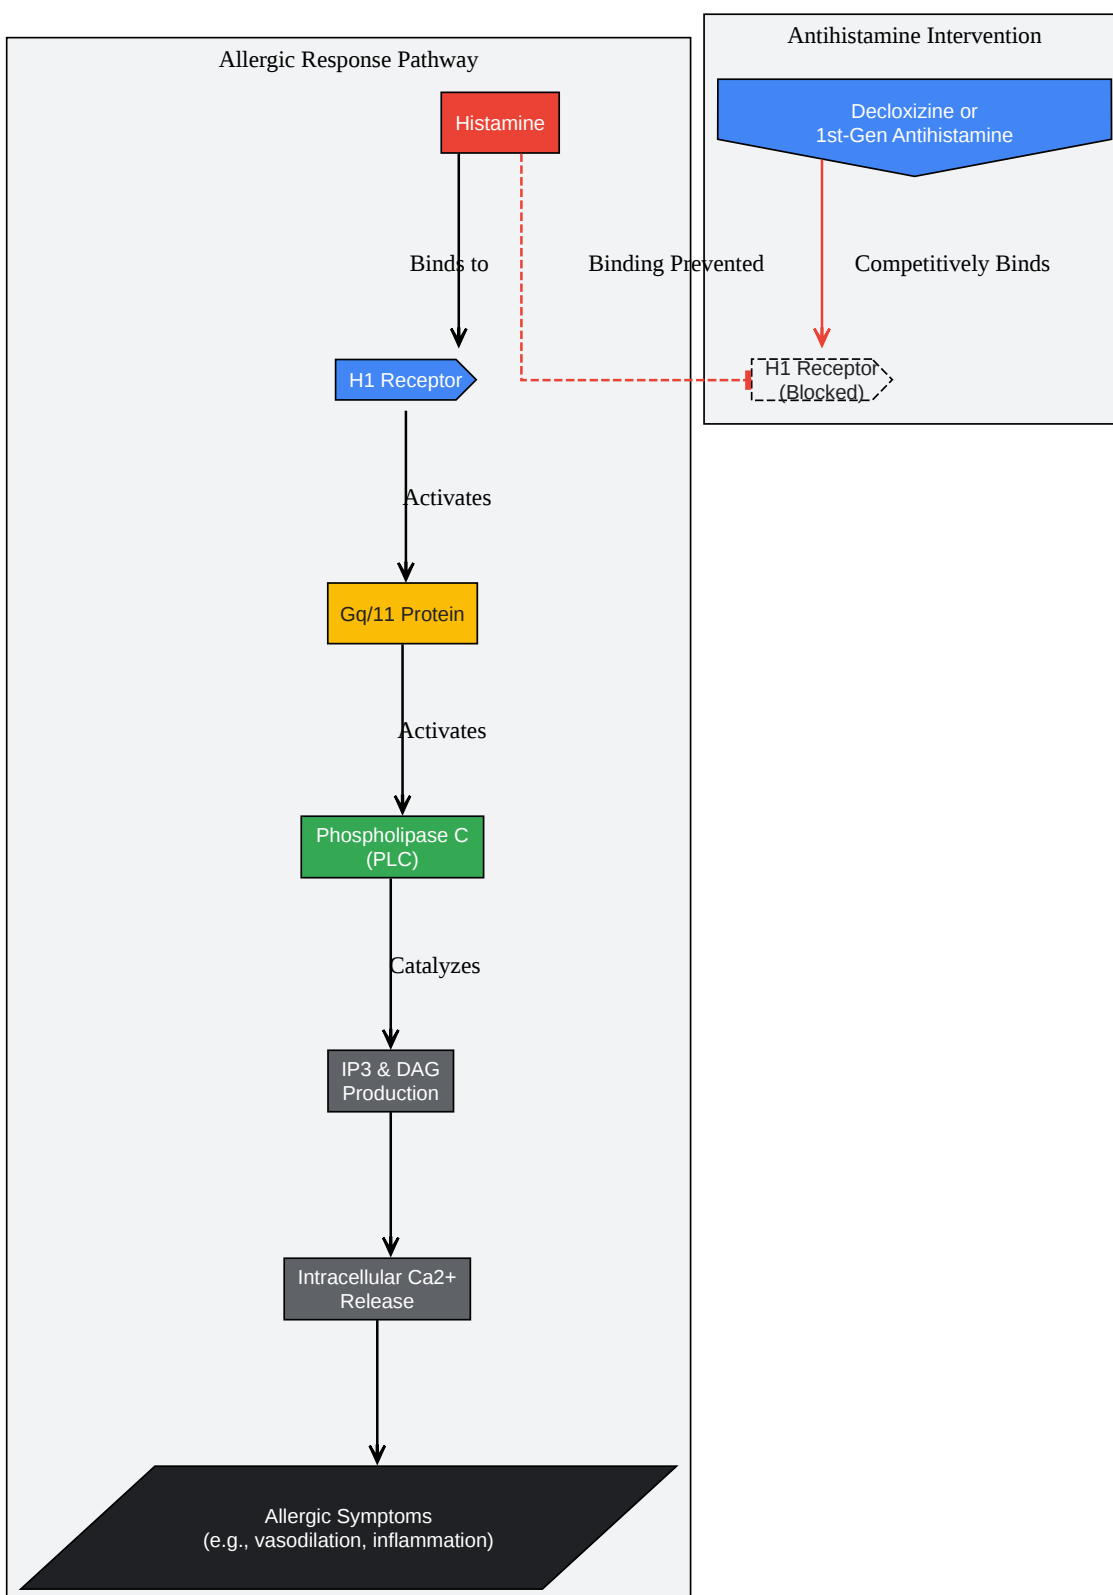 Allergic Response Pathway
Antihistamine Intervention
Histamine
Decloxizine or
1st-Gen Antihistamine
Binds to
Binding Prevented
Competitively Binds
H1 Receptor
H1 Receptor
(Blocked)
Activates
Gq/11 Protein
Activates
Phospholipase C
(PLC)
Catalyzes
IP3 & DAG
Production
Intracellular Ca2+
Release
Allergic Symptoms
(e.g., vasodilation, inflammation)